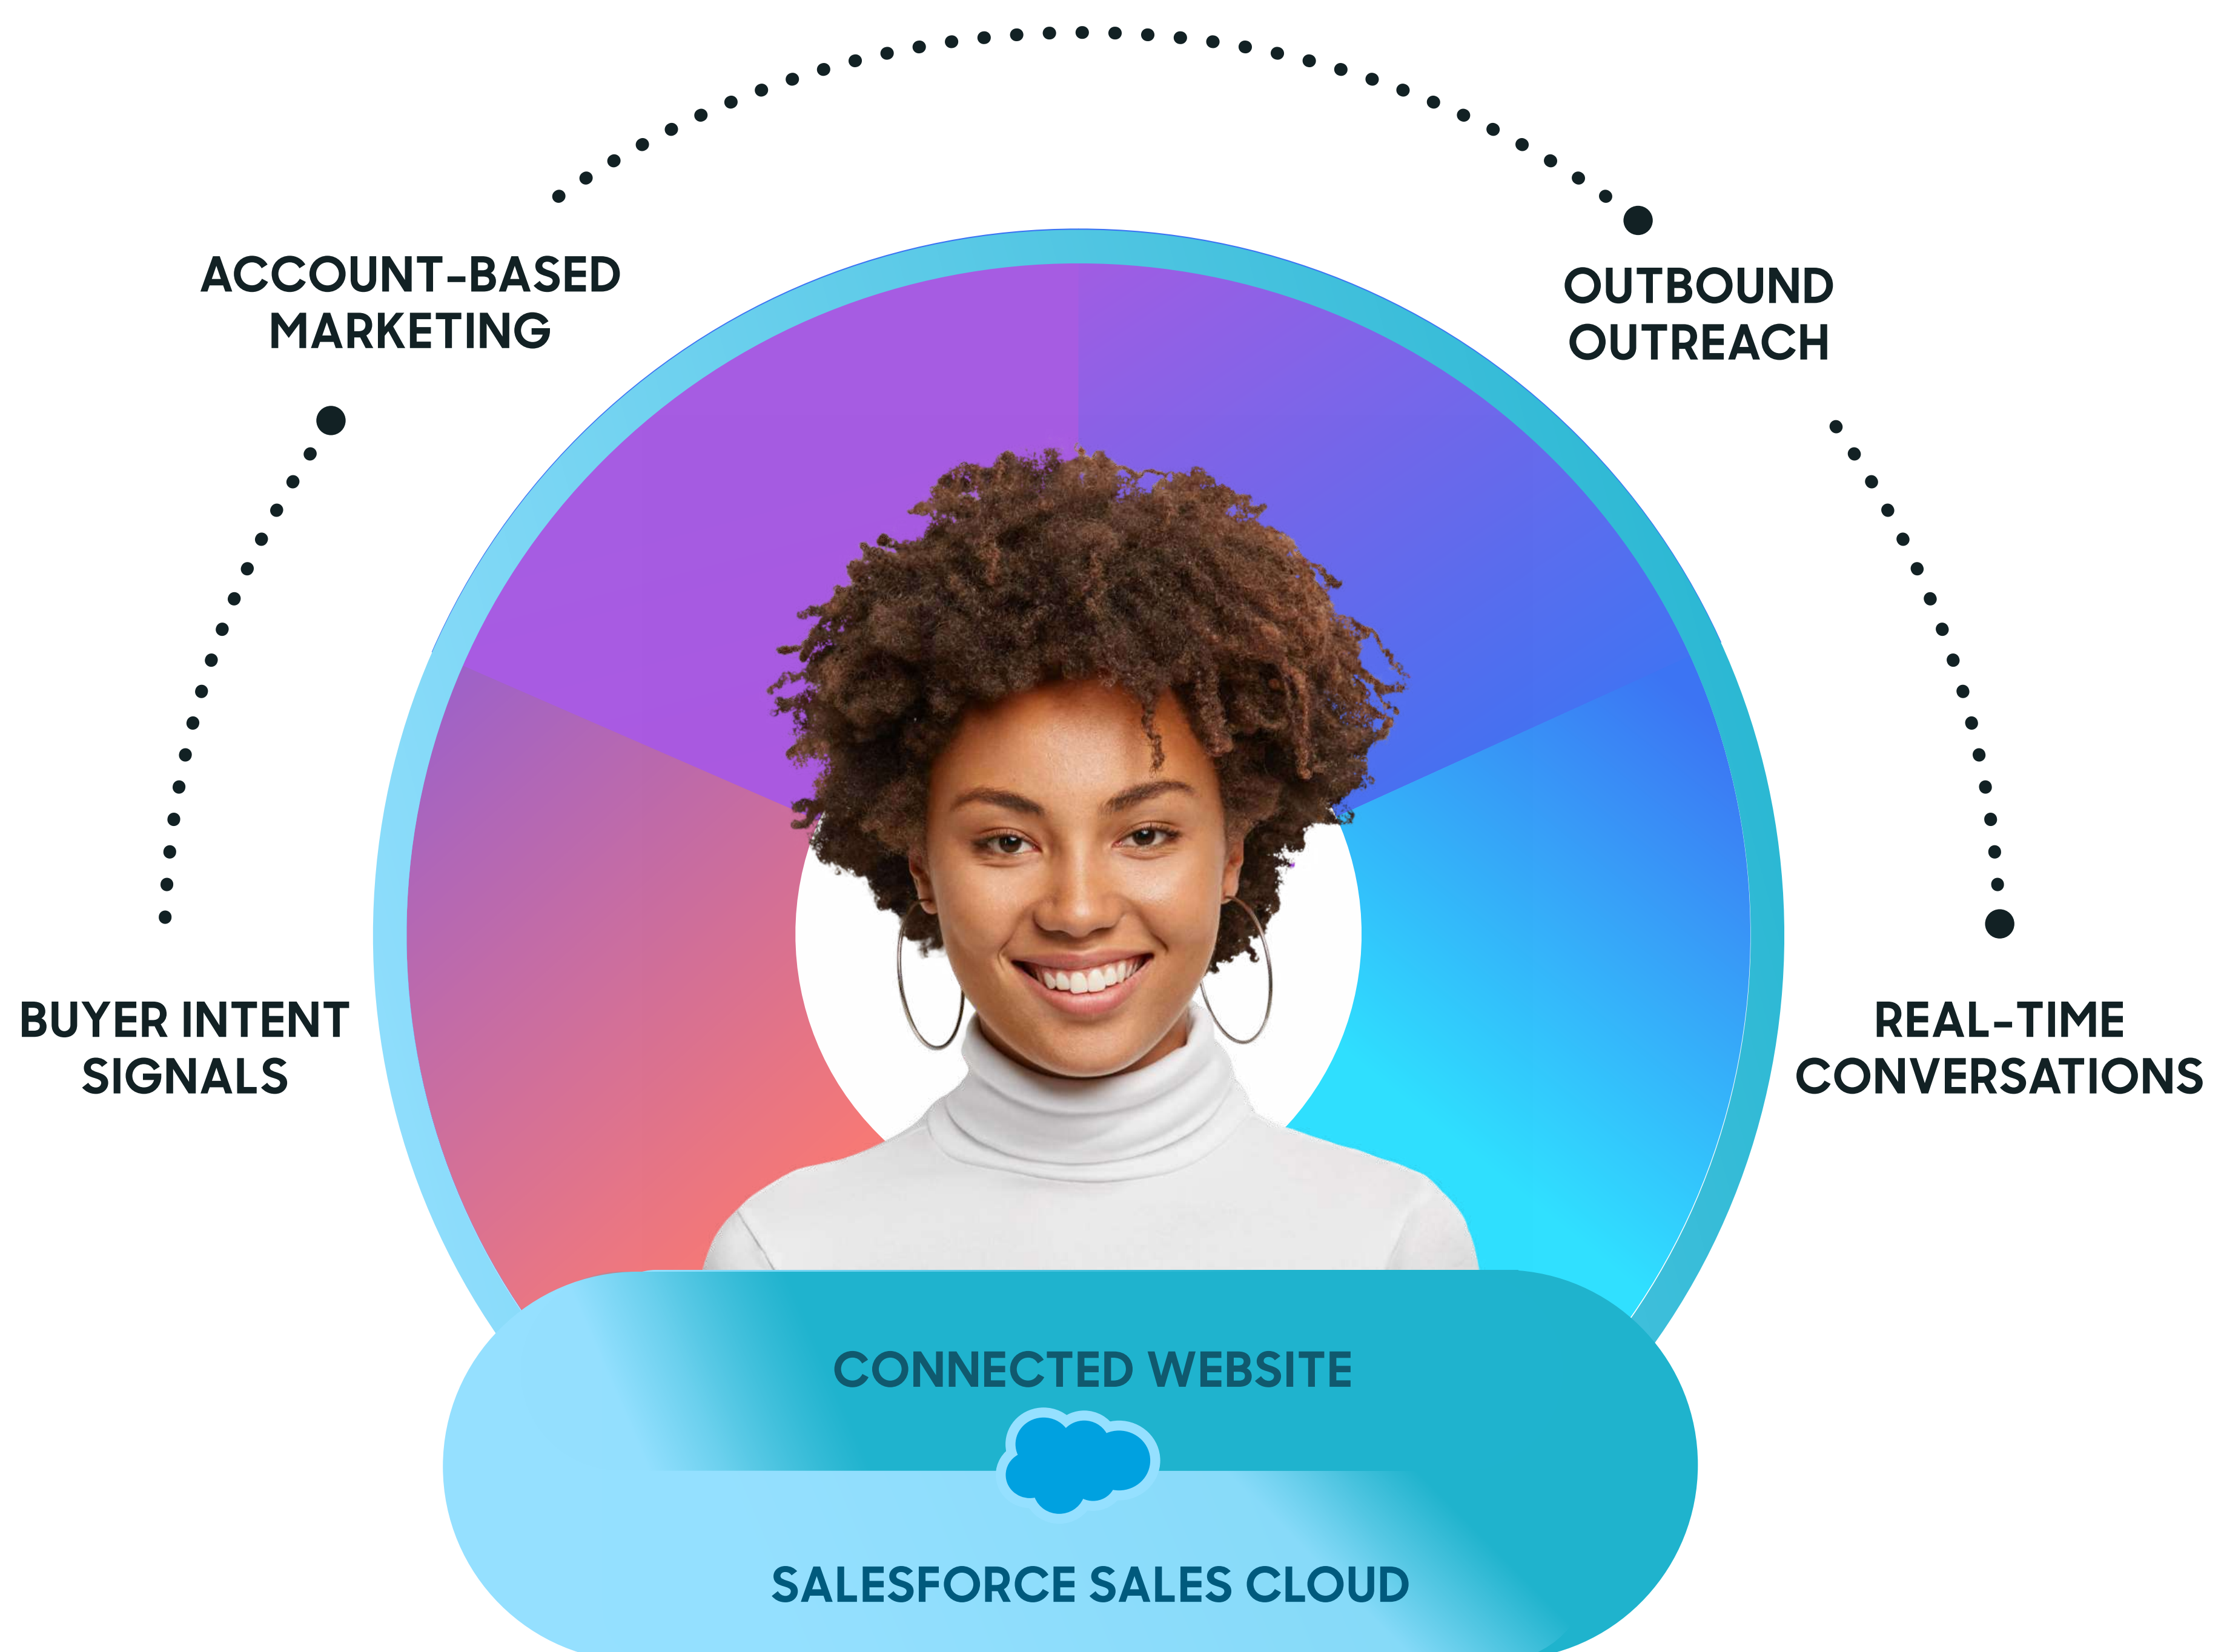 ACCOUNT-BASED
MARKETING
OUTBOUND
OUTREACH
BUYER INTENT
SIGNALS
REAL-TIME
CONVERSATIONS
CONNECTED WEBSITE
SALESFORCE SALES CLOUD